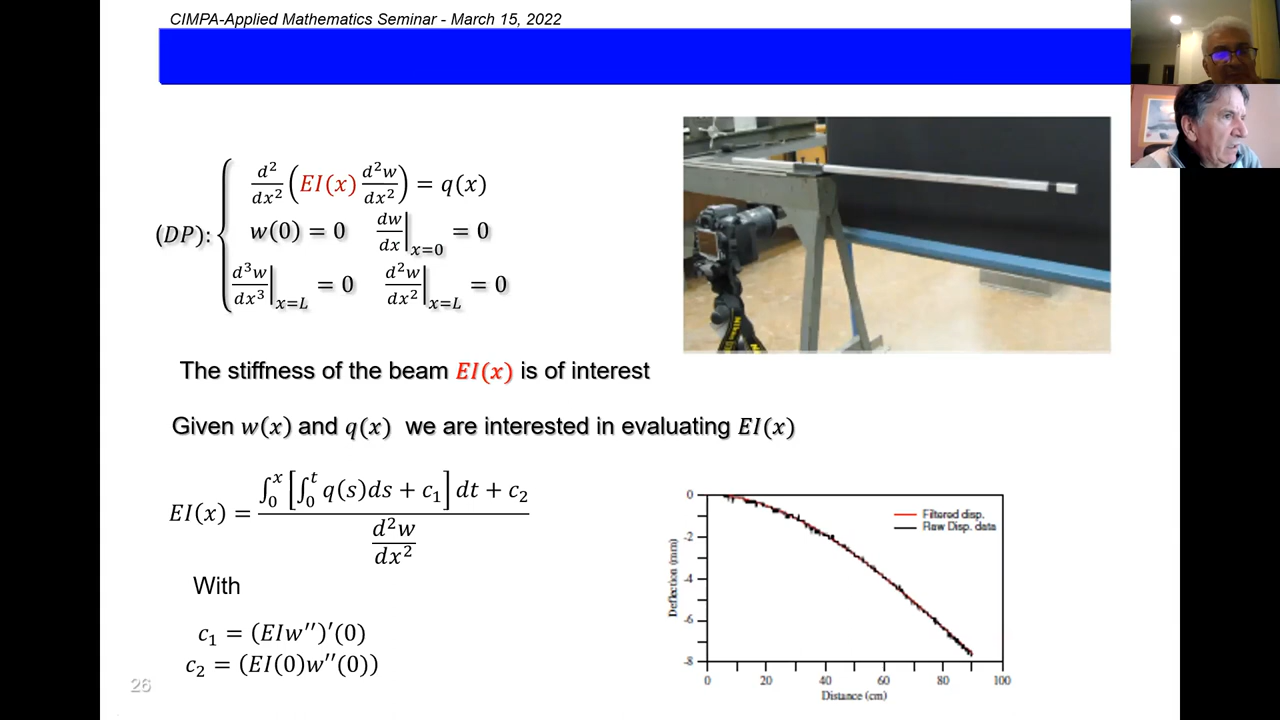 CIMPA-Applied Mathematics Seminar - March 15, 2022
(DP): { d²/dx² (EI(x) d²w/dx²) = q(x)
w(0) = 0 dw/dx|ₓ₌₀ = 0
d³w/dx³|x=L = 0 d²w/dx²|x=L = 0
The stiffness of the beam EI(x) is of interest
Given w(x) and q(x) we are interested in evaluating EI(x)
EI(x) = (∫₀ˣ [∫₀ᵗ q(s)ds + c₁] dt + c₂) / (d²w/dx²)
With
c₁ = (EIw′′)′(0)
c₂ = (EI(0)w′′(0))
26
Filtered disp.
Raw Disp. data
Deflection (mm)
0
-2
-4
-6
-8
0 20 40 60 80 100
Distance (cm)